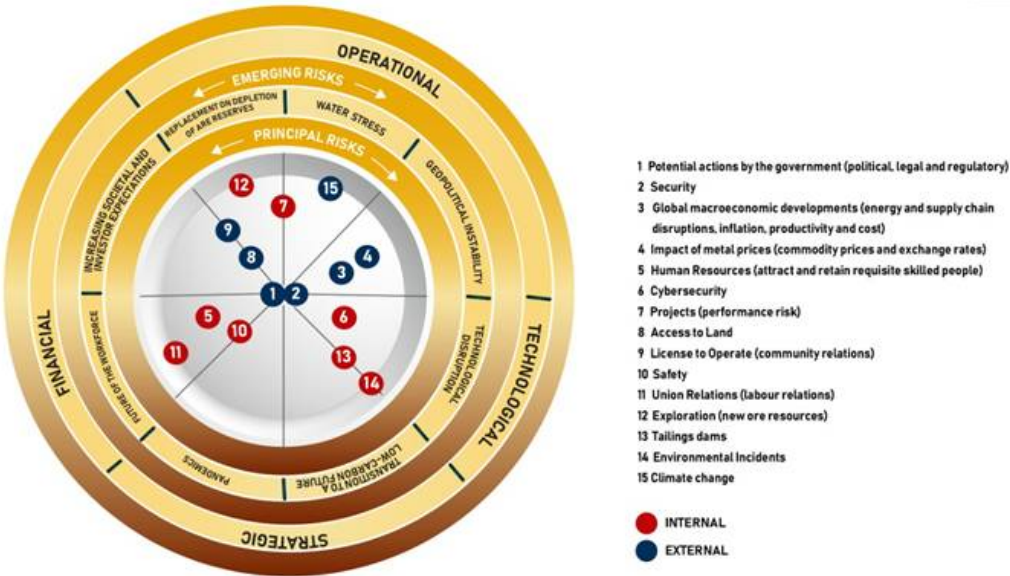 OPERATIONAL
EMERGING RISKS
REPLACEMENT ON DEPLETION
OF ARE RESERVES
WATER STRESS
PRINCIPAL RISKS
INCREASING SOCIETAL AND
INVESTOR EXPECTATIONS
GEOPOLITICAL INSTABILITY
12
15
7
9
8
4
3
1
2
5
10
6
11
13
14
FINANCIAL
TECHNOLOGICAL
FUTURE OF THE WORKFORCE
TECHNOLOGICAL
DISRUPTION
PANDEMICS
TRANSITION TO A
LOW-CARBON FUTURE
STRATEGIC
1 Potential actions by the government (political, legal and regulatory)
2 Security
3 Global macroeconomic developments (energy and supply chain
disruptions, inflation, productivity and cost)
4 Impact of metal prices (commodity prices and exchange rates)
5 Human Resources (attract and retain requisite skilled people)
6 Cybersecurity
7 Projects (performance risk)
8 Access to Land
9 License to Operate (community relations)
10 Safety
11 Union Relations (labour relations)
12 Exploration (new ore resources)
13 Tailings dams
14 Environmental Incidents
15 Climate change
INTERNAL
EXTERNAL